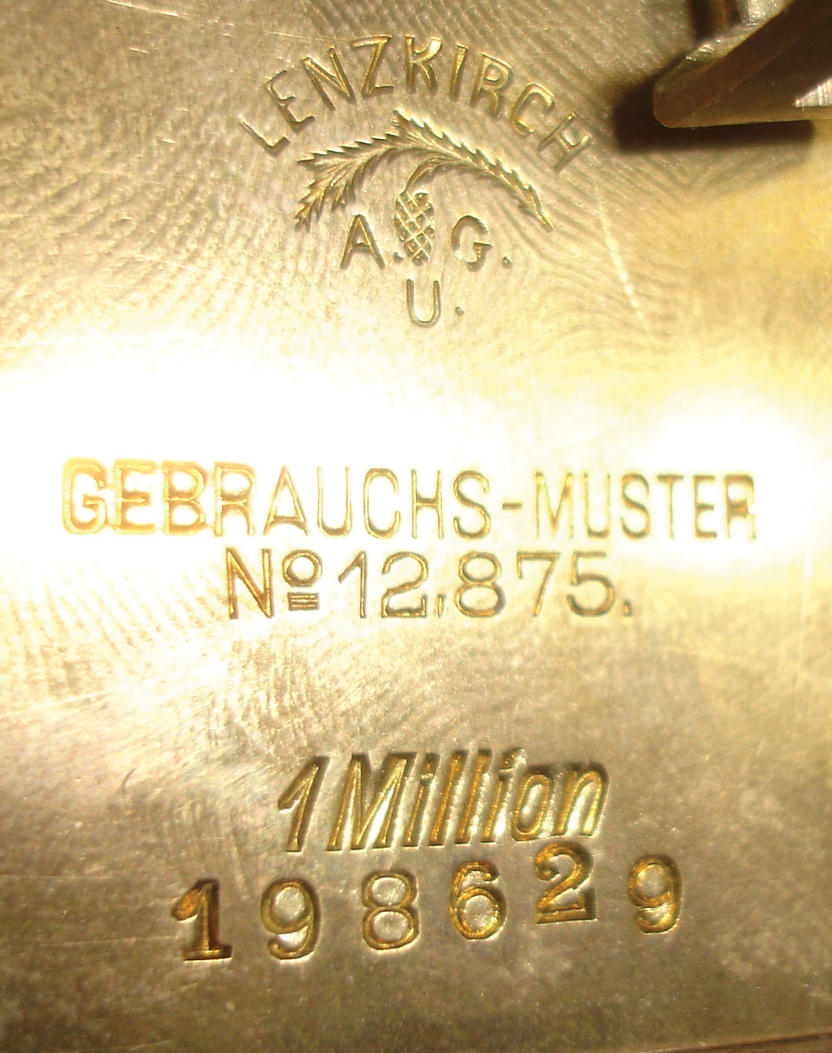 LENZKIRCH
A. G.
U.
GEBRAUCHS-MUSTER
Nº 12,875.
1 Million
198629